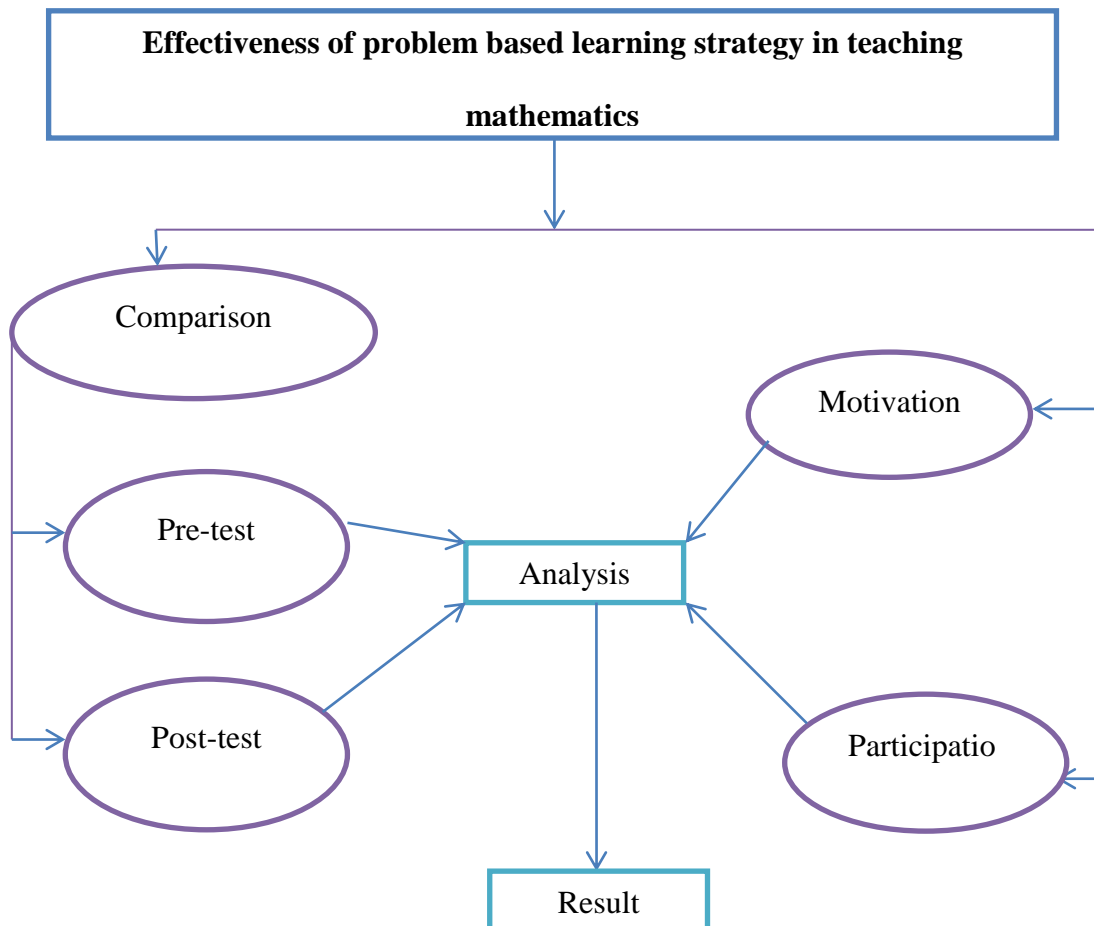 Effectiveness of problem based learning strategy in teaching
mathematics
Comparison
Motivation
Pre-test
Analysis
Post-test
Participatio
Result